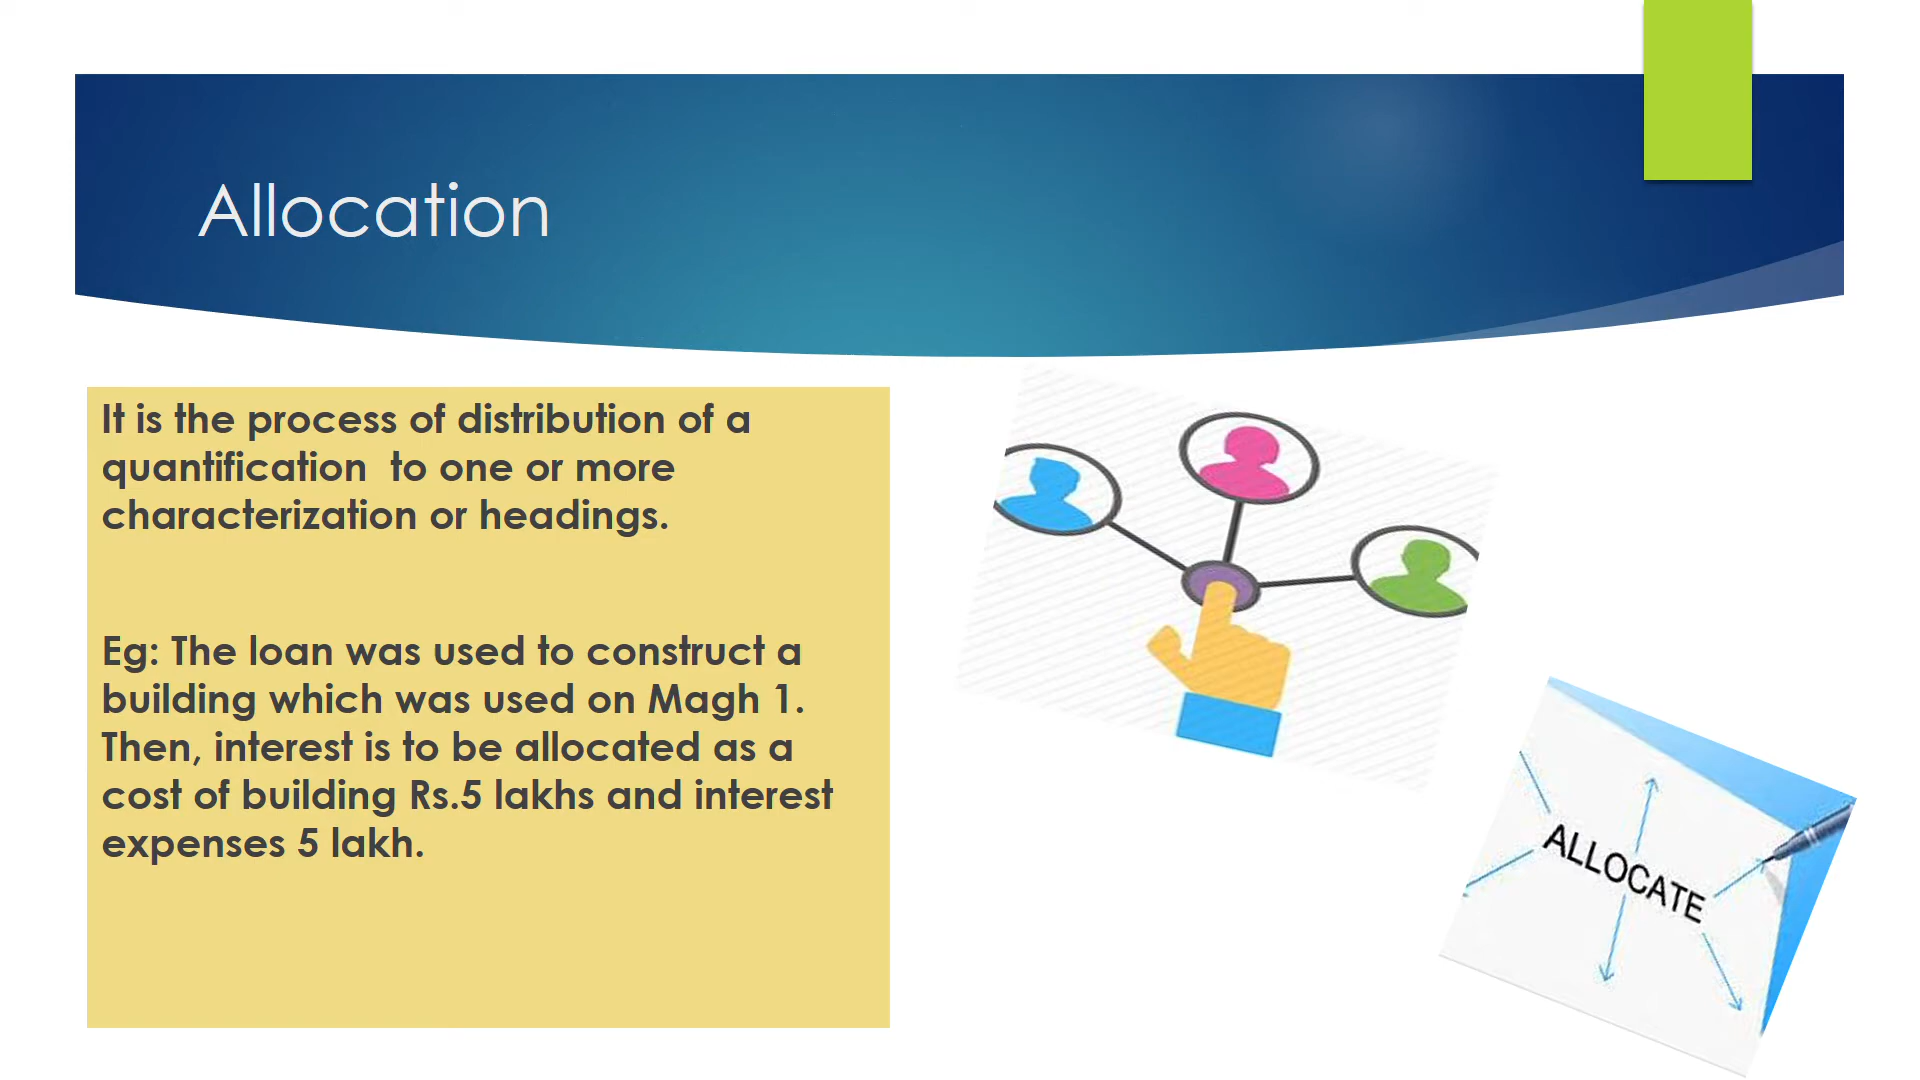 Allocation
It is the process of distribution of a
quantification  to one or more
characterization or headings.
Eg: The loan was used to construct a
building which was used on Magh 1.
Then, interest is to be allocated as a
cost of building Rs.5 lakhs and interest
expenses 5 lakh.
ALLOCATE